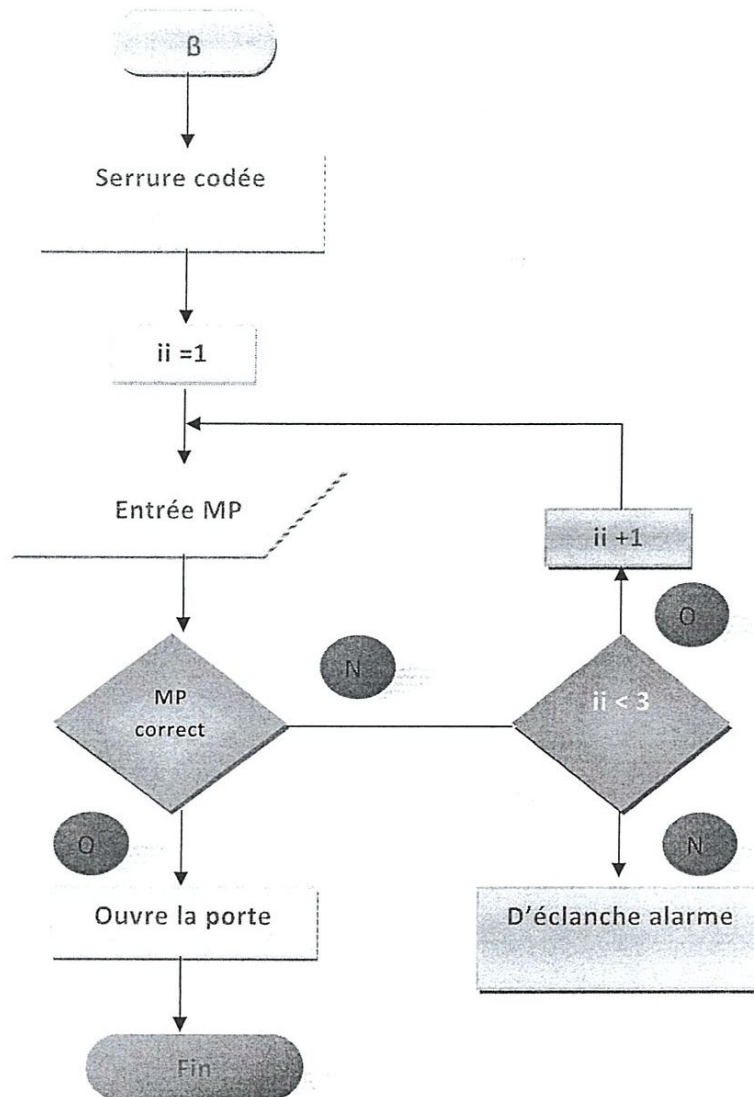 ß
Serrure codée
ii =1
Entrée MP
ii +1
O
N
MP
correct
ii < 3
O
N
Ouvre la porte
D'éclanche alarme
Fin